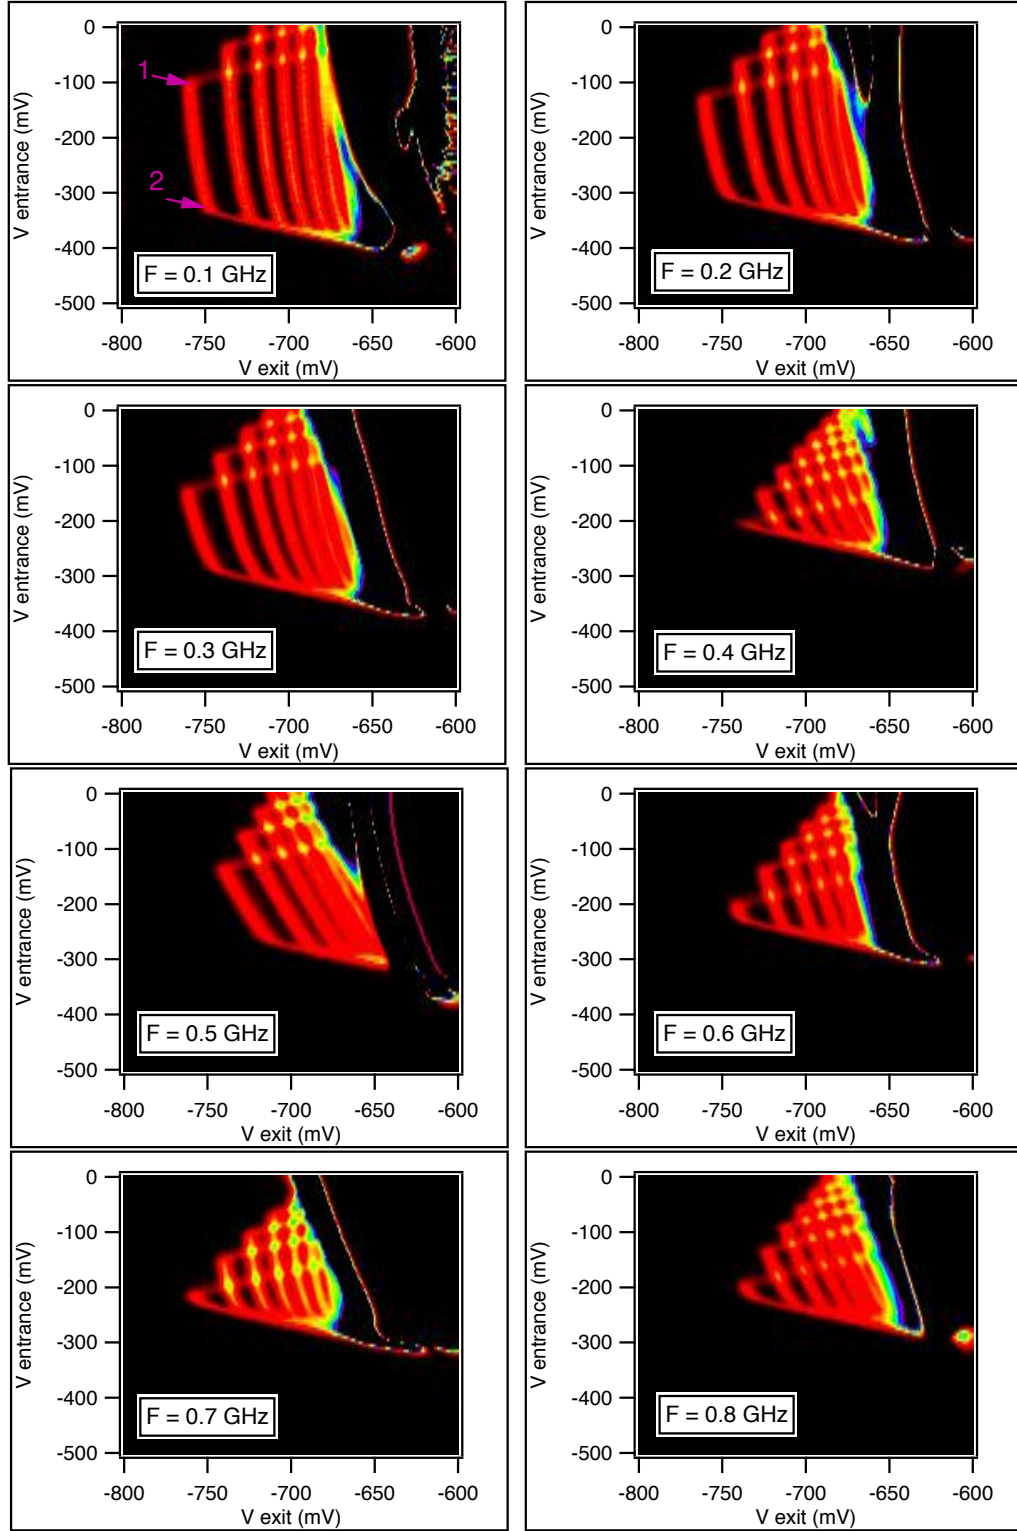 0
-100
-200
-300
-400
-500
V entrance (mV)
1
2
F = 0.1 GHz
-800 -750 -700 -650 -600
V exit (mV)
0
-100
-200
-300
-400
-500
V entrance (mV)
F = 0.2 GHz
-800 -750 -700 -650 -600
V exit (mV)
0
-100
-200
-300
-400
-500
V entrance (mV)
F = 0.3 GHz
-800 -750 -700 -650 -600
V exit (mV)
0
-100
-200
-300
-400
-500
V entrance (mV)
F = 0.4 GHz
-800 -750 -700 -650 -600
V exit (mV)
0
-100
-200
-300
-400
-500
V entrance (mV)
F = 0.5 GHz
-800 -750 -700 -650 -600
V exit (mV)
0
-100
-200
-300
-400
-500
V entrance (mV)
F = 0.6 GHz
-800 -750 -700 -650 -600
V exit (mV)
0
-100
-200
-300
-400
-500
V entrance (mV)
F = 0.7 GHz
-800 -750 -700 -650 -600
V exit (mV)
0
-100
-200
-300
-400
-500
V entrance (mV)
F = 0.8 GHz
-800 -750 -700 -650 -600
V exit (mV)